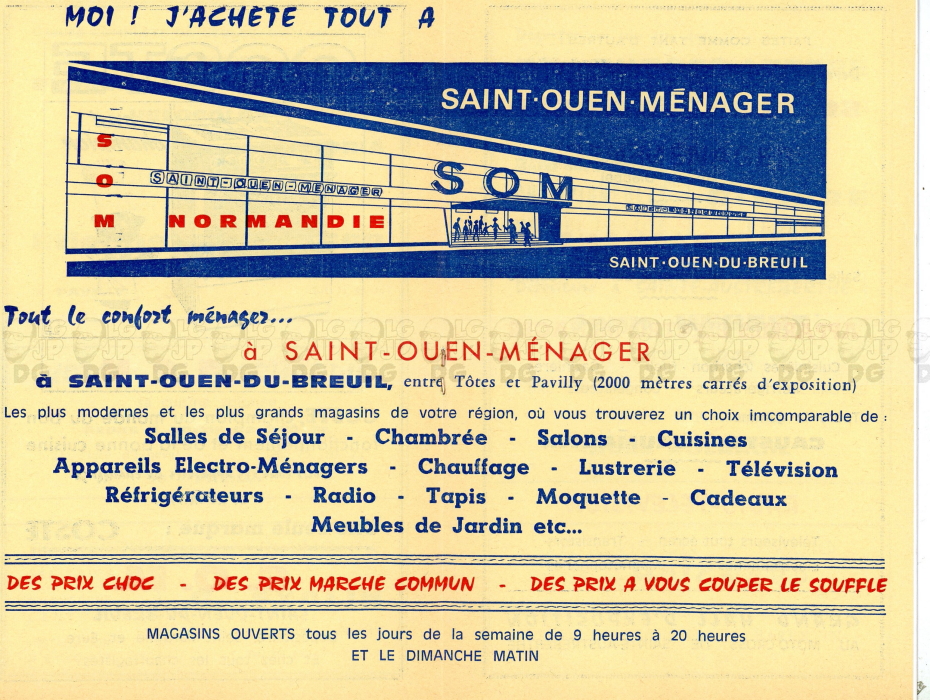 MOI ! J'ACHETE TOUT A
SAINT·OUEN·MÉNAGER
S
O
M
SAINT-OUEN-MENAGER
NORMANDIE
SOM
SAINT·OUEN·DU·BREUIL
Tout le confort ménager...
à SAINT-OUEN-MÉNAGER
à SAINT-OUEN-DU-BREUIL, entre Tôtes et Pavilly (2000 mètres carrés d'exposition)
Les plus modernes et les plus grands magasins de votre région, où vous trouverez un choix imcomparable de :
Salles de Séjour - Chambrée - Salons - Cuisines
Appareils Electro-Ménagers - Chauffage - Lustrerie - Télévision
Réfrigérateurs - Radio - Tapis - Moquette - Cadeaux
Meubles de Jardin etc...
DES PRIX CHOC - DES PRIX MARCHE COMMUN - DES PRIX A VOUS COUPER LE SOUFFLE
MAGASINS OUVERTS tous les jours de la semaine de 9 heures à 20 heures
ET LE DIMANCHE MATIN